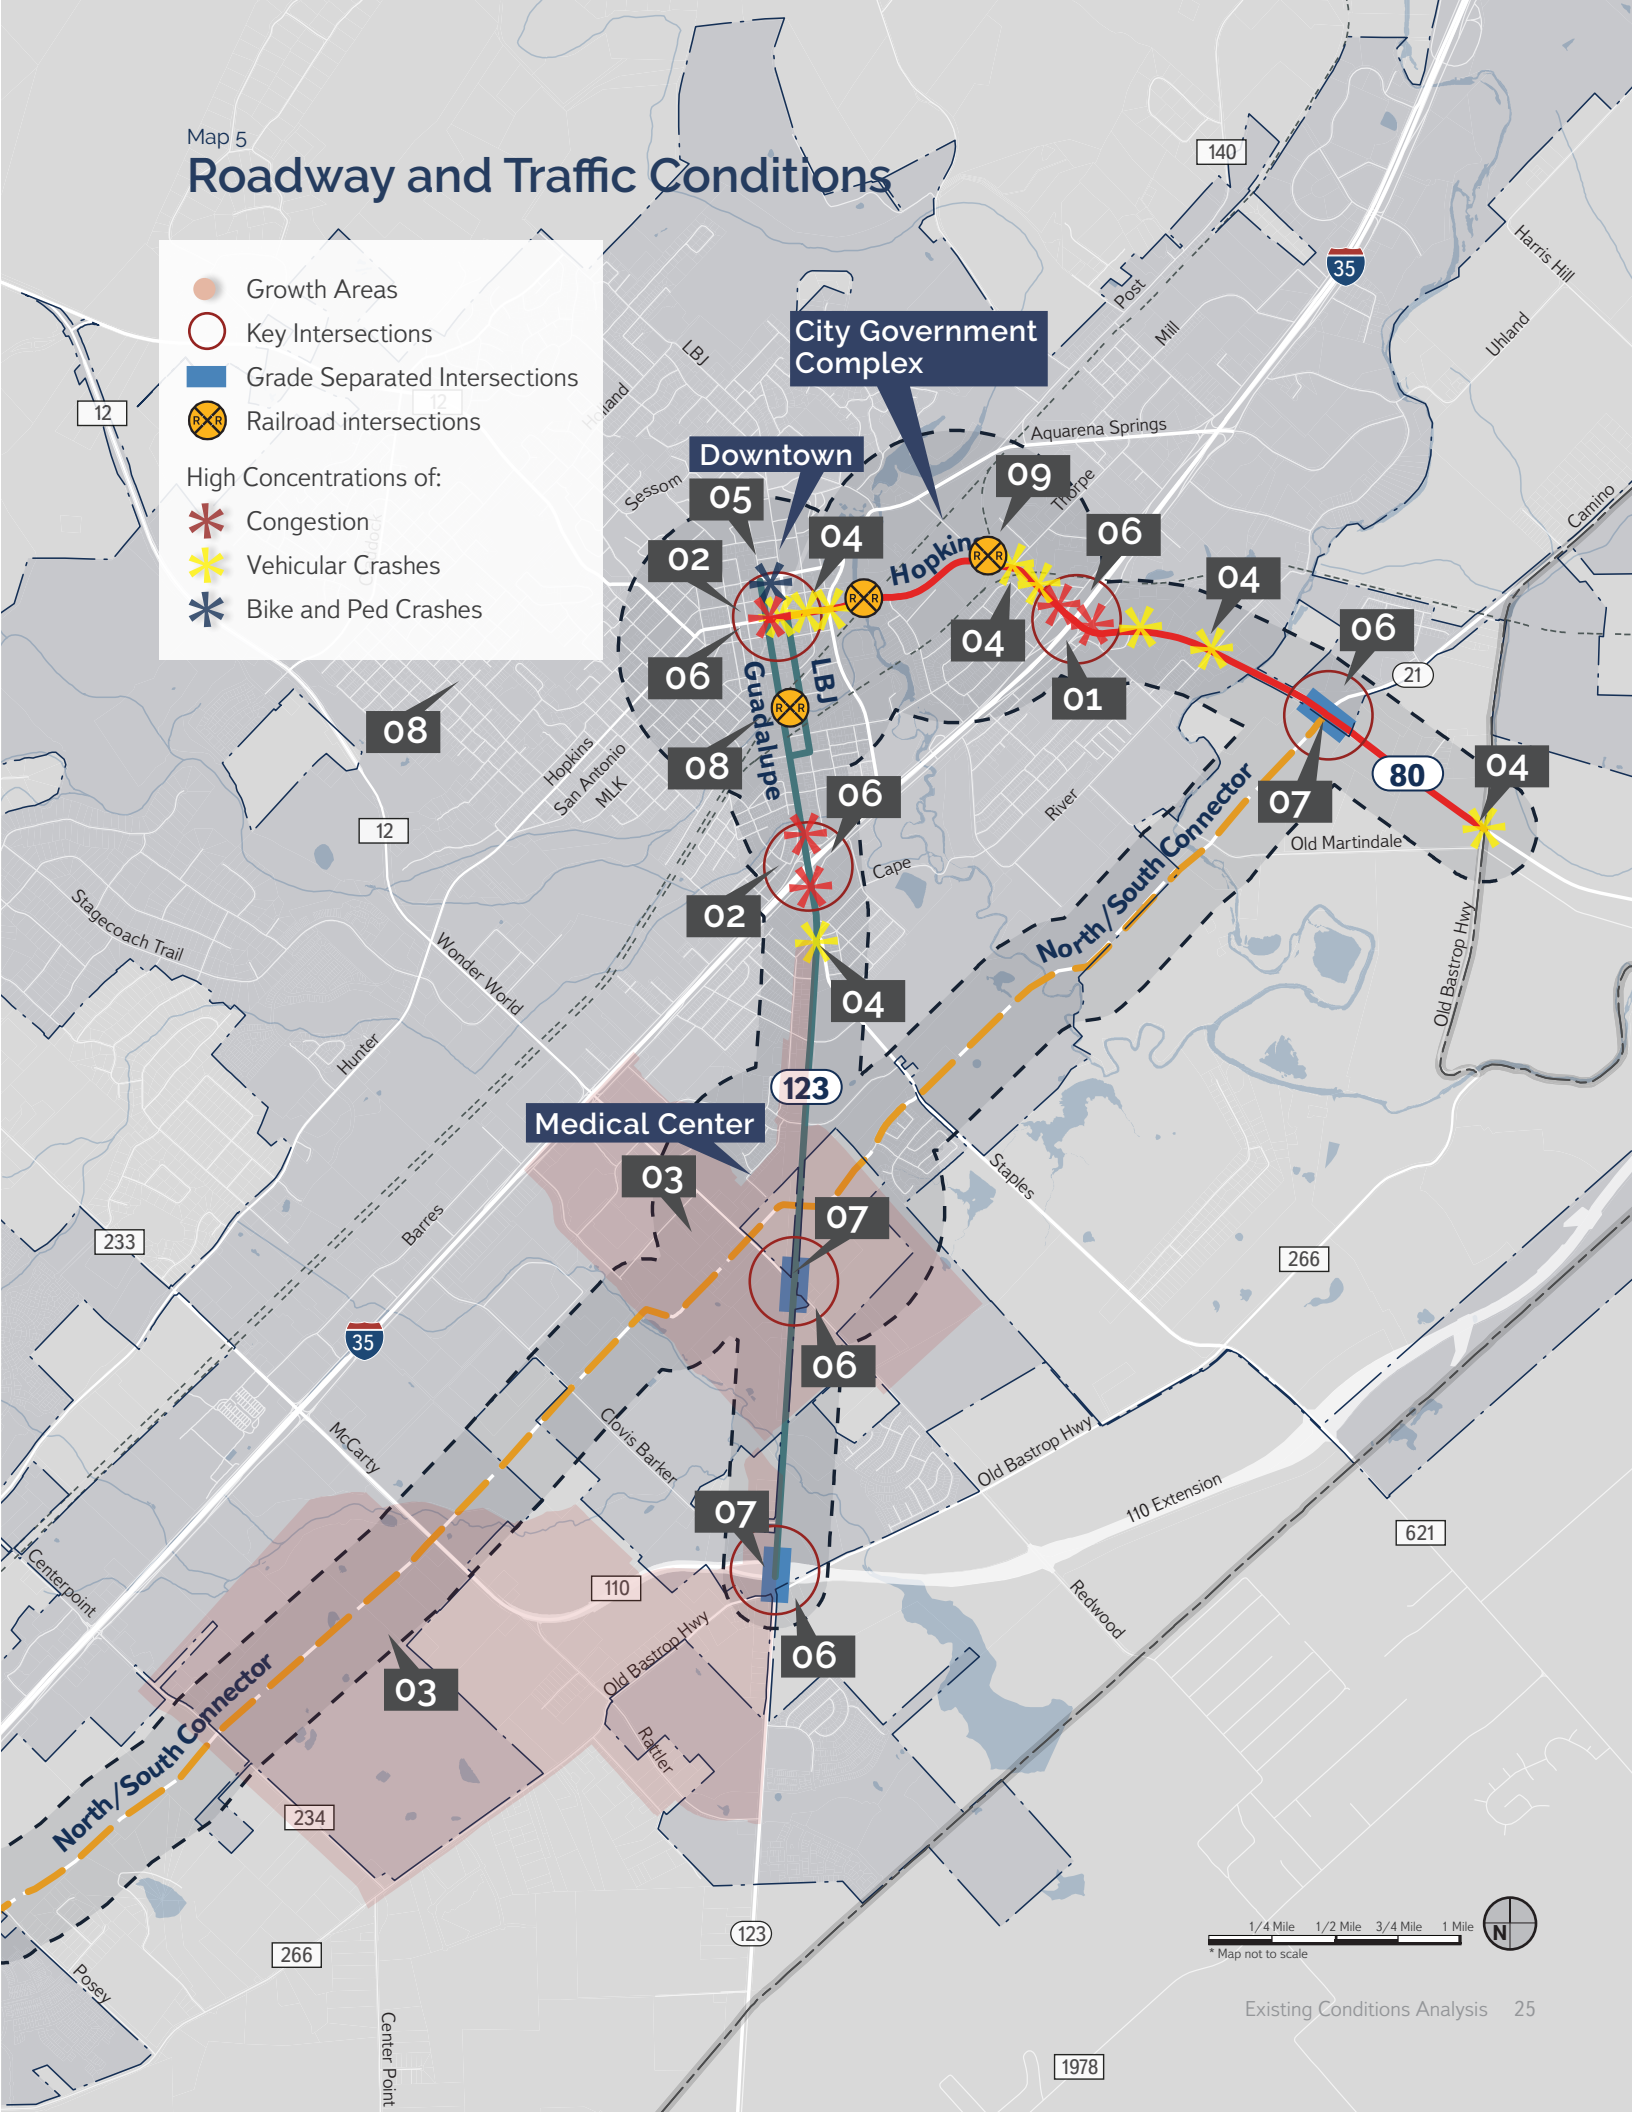 Map 5
Roadway and Traffic Conditions
140
35
Harris Hill
Post
Mill
Uhland
Growth Areas
Key Intersections
Grade Separated Intersections
Railroad intersections
High Concentrations of:
Congestion
Vehicular Crashes
Bike and Ped Crashes
12
12
LBJ
Holland
City Government
Complex
Aquarena Springs
Downtown
Sessom
05
09
Thorpe
Camino
02
04
Hopkins
06
04
R R
R R
04
06
06
01
21
LBJ
Guadalupe
R R
08
08
Hopkins
San Antonio
MLK
06
River
07
80
04
Old Martindale
12
Cape
02
North/South Connector
Stagecoach Trail
Wonder World
04
Old Bastrop Hwy
Hunter
123
Medical Center
03
Staples
07
Barres
233
266
35
06
McCarty
Clovis Barker
Old Bastrop Hwy
110 Extension
07
621
Centerpoint
110
Redwood
Old Bastrop Hwy
06
03
North/South Connector
Rattler
234
123
266
Posey
Center Point
1/4 Mile 1/2 Mile 3/4 Mile 1 Mile
* Map not to scale
N
Existing Conditions Analysis 25
1978